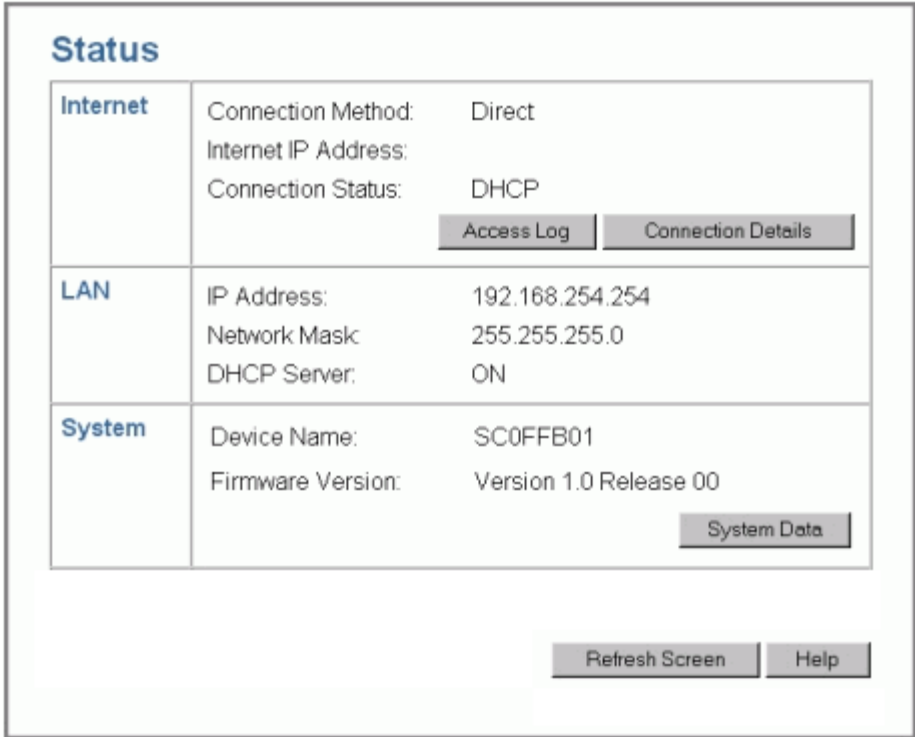 Status
Internet
Connection Method: Direct
Internet IP Address:
Connection Status: DHCP
Access Log Connection Details
LAN
IP Address: 192.168.254.254
Network Mask: 255.255.255.0
DHCP Server: ON
System
Device Name: SC0FFB01
Firmware Version: Version 1.0 Release 00
System Data
Refresh Screen Help